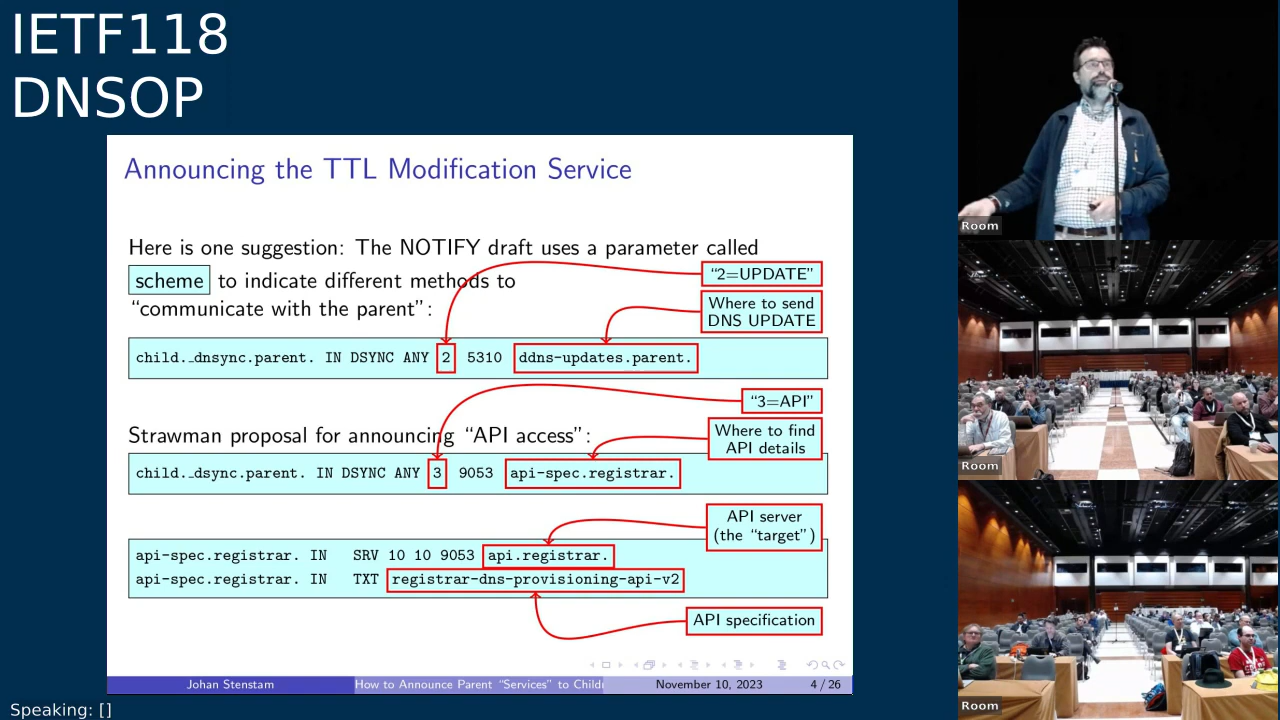 IETF118
DNSOP
Announcing the TTL Modification Service
Here is one suggestion: The NOTIFY draft uses a parameter called
scheme to indicate different methods to
“communicate with the parent”:
“2=UPDATE”
Where to send
DNS UPDATE
child._dnsync.parent. IN DSYNC ANY 2 5310 ddns-updates.parent.
“3=API”
Strawman proposal for announcing “API access”:
Where to find
API details
child._dsync.parent. IN DSYNC ANY 3 9053 api-spec.registrar.
API server
(the “target”)
api-spec.registrar. IN SRV 10 10 9053 api.registrar.
api-spec.registrar. IN TXT registrar-dns-provisioning-api-v2
API specification
Johan Stenstam
How to Announce Parent “Services” to Child
November 10, 2023
4 / 26
Speaking: []
Room
Room
Room